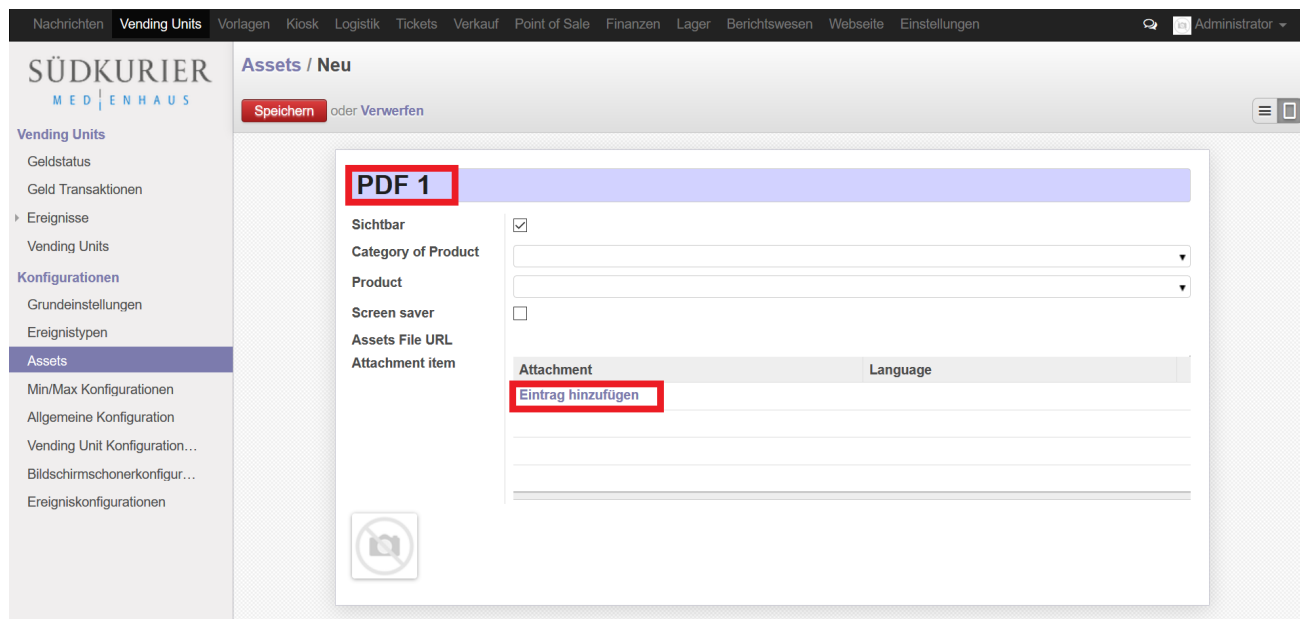 Nachrichten Vending Units Vorlagen Kiosk Logistik Tickets Verkauf Point of Sale Finanzen Lager Berichtswesen Webseite Einstellungen Administrator
SÜDKURIER
MEDIENHAUS
Vending Units
Geldstatus
Geld Transaktionen
Ereignisse
Vending Units
Konfigurationen
Grundeinstellungen
Ereignistypen
Assets
Min/Max Konfigurationen
Allgemeine Konfiguration
Vending Unit Konfiguration…
Bildschirmschonerkonfigur…
Ereigniskonfigurationen
Assets / Neu
Speichern oder Verwerfen
PDF 1
Sichtbar
Category of Product
Product
Screen saver
Assets File URL
Attachment item
Attachment Language
Eintrag hinzufügen